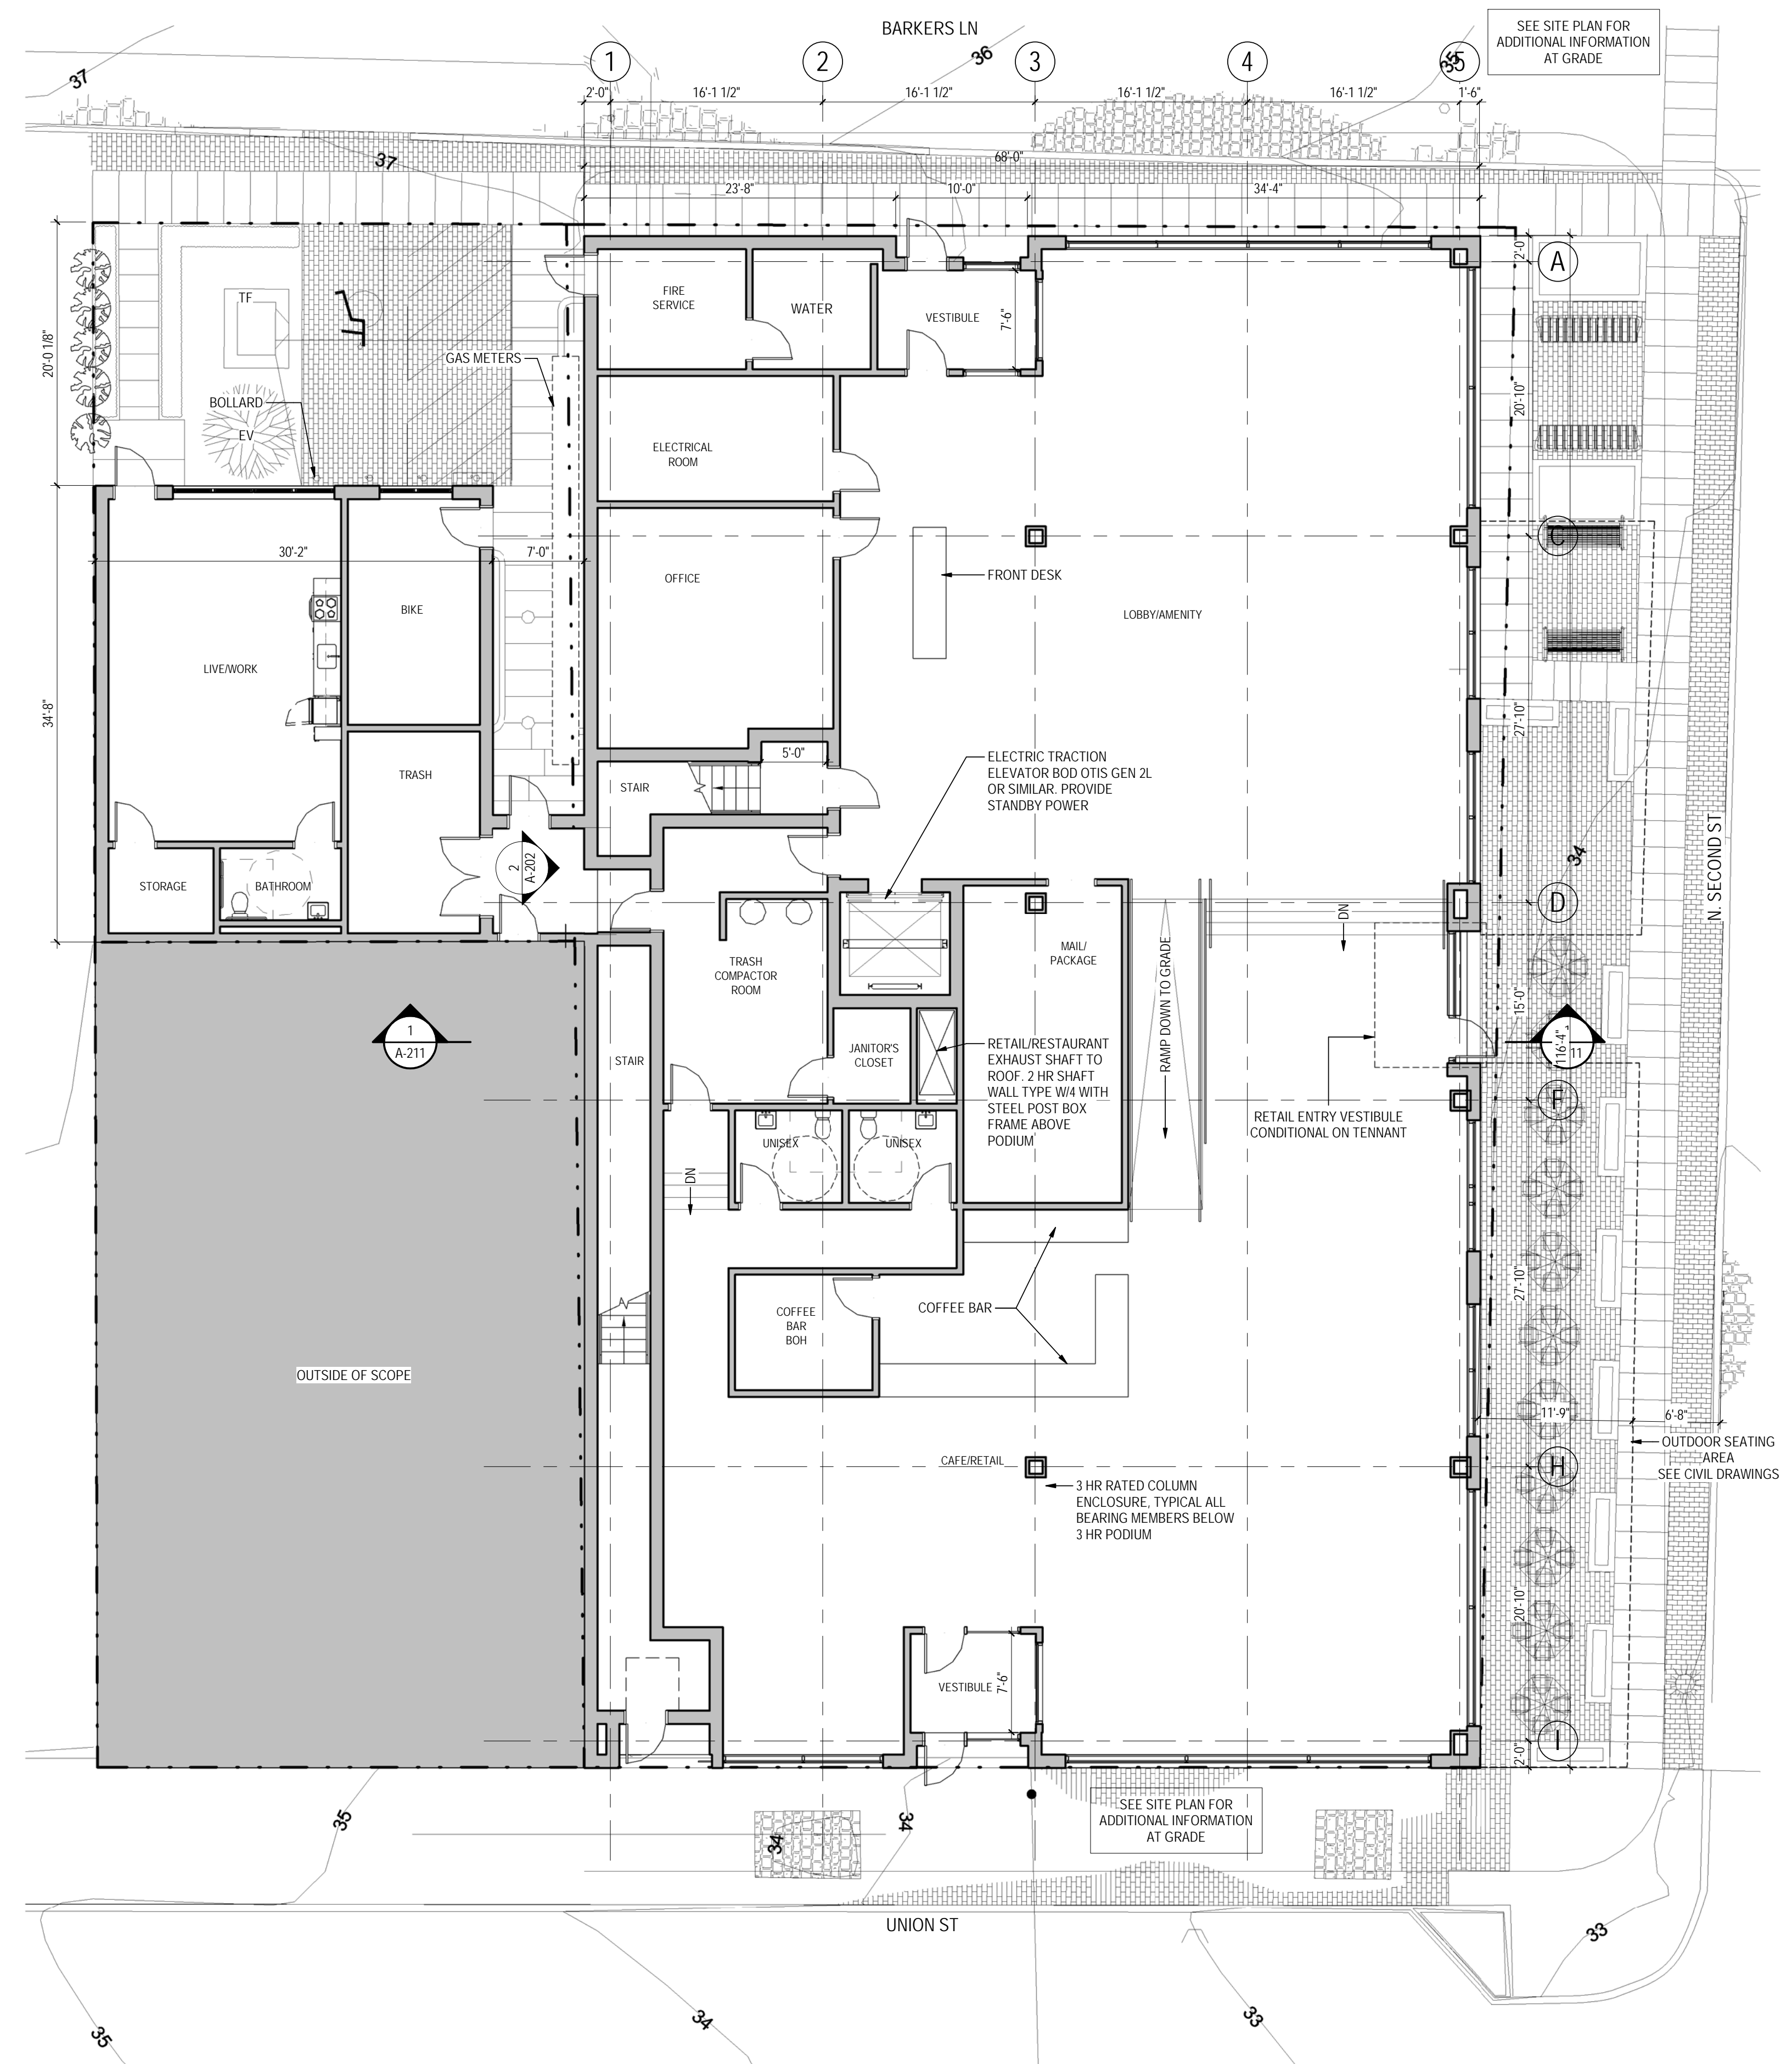 BARKERS LN
SEE SITE PLAN FOR
ADDITIONAL INFORMATION
AT GRADE
37
36
35
1
2
3
4
5
2'-0"
16'-1 1/2"
16'-1 1/2"
16'-1 1/2"
16'-1 1/2"
1'-6"
37
68'-0"
23'-8"
10'-0"
34'-4"
2'-0"
A
20'-0 1/8"
TF
FIRE
SERVICE
WATER
VESTIBULE
7'-6"
GAS METERS
BOLLARD
EV
20'-10"
ELECTRICAL
ROOM
30'-2"
7'-0"
OFFICE
FRONT DESK
C
BIKE
LOBBY/AMENITY
LIVE/WORK
34'-8"
27'-10"
TRASH
STAIR
5'-0"
ELECTRIC TRACTION
ELEVATOR BOD OTIS GEN 2L
OR SIMILAR. PROVIDE
STANDBY POWER
34
N. SECOND ST
2
A-202
STORAGE
BATHROOM
D
DN
MAIL/
PACKAGE
TRASH
COMPACTOR
ROOM
RAMP DOWN TO GRADE
15'-0"
1
A-211
STAIR
JANITOR'S
CLOSET
RETAIL/RESTAURANT
EXHAUST SHAFT TO
ROOF. 2 HR SHAFT
WALL TYPE W/4 WITH
STEEL POST BOX
FRAME ABOVE
PODIUM
116'-4"
1
11
F
RETAIL ENTRY VESTIBULE
CONDITIONAL ON TENNANT
UNISEX
UNISEX
DN
27'-10"
COFFEE
BAR
BOH
COFFEE BAR
OUTSIDE OF SCOPE
11'-9"
6'-8"
OUTDOOR SEATING
AREA
SEE CIVIL DRAWINGS
CAFE/RETAIL
H
3 HR RATED COLUMN
ENCLOSURE, TYPICAL ALL
BEARING MEMBERS BELOW
3 HR PODIUM
20'-10"
VESTIBULE
7'-6"
I
2'-0"
SEE SITE PLAN FOR
ADDITIONAL INFORMATION
AT GRADE
35
34
34
UNION ST
33
35
34
33